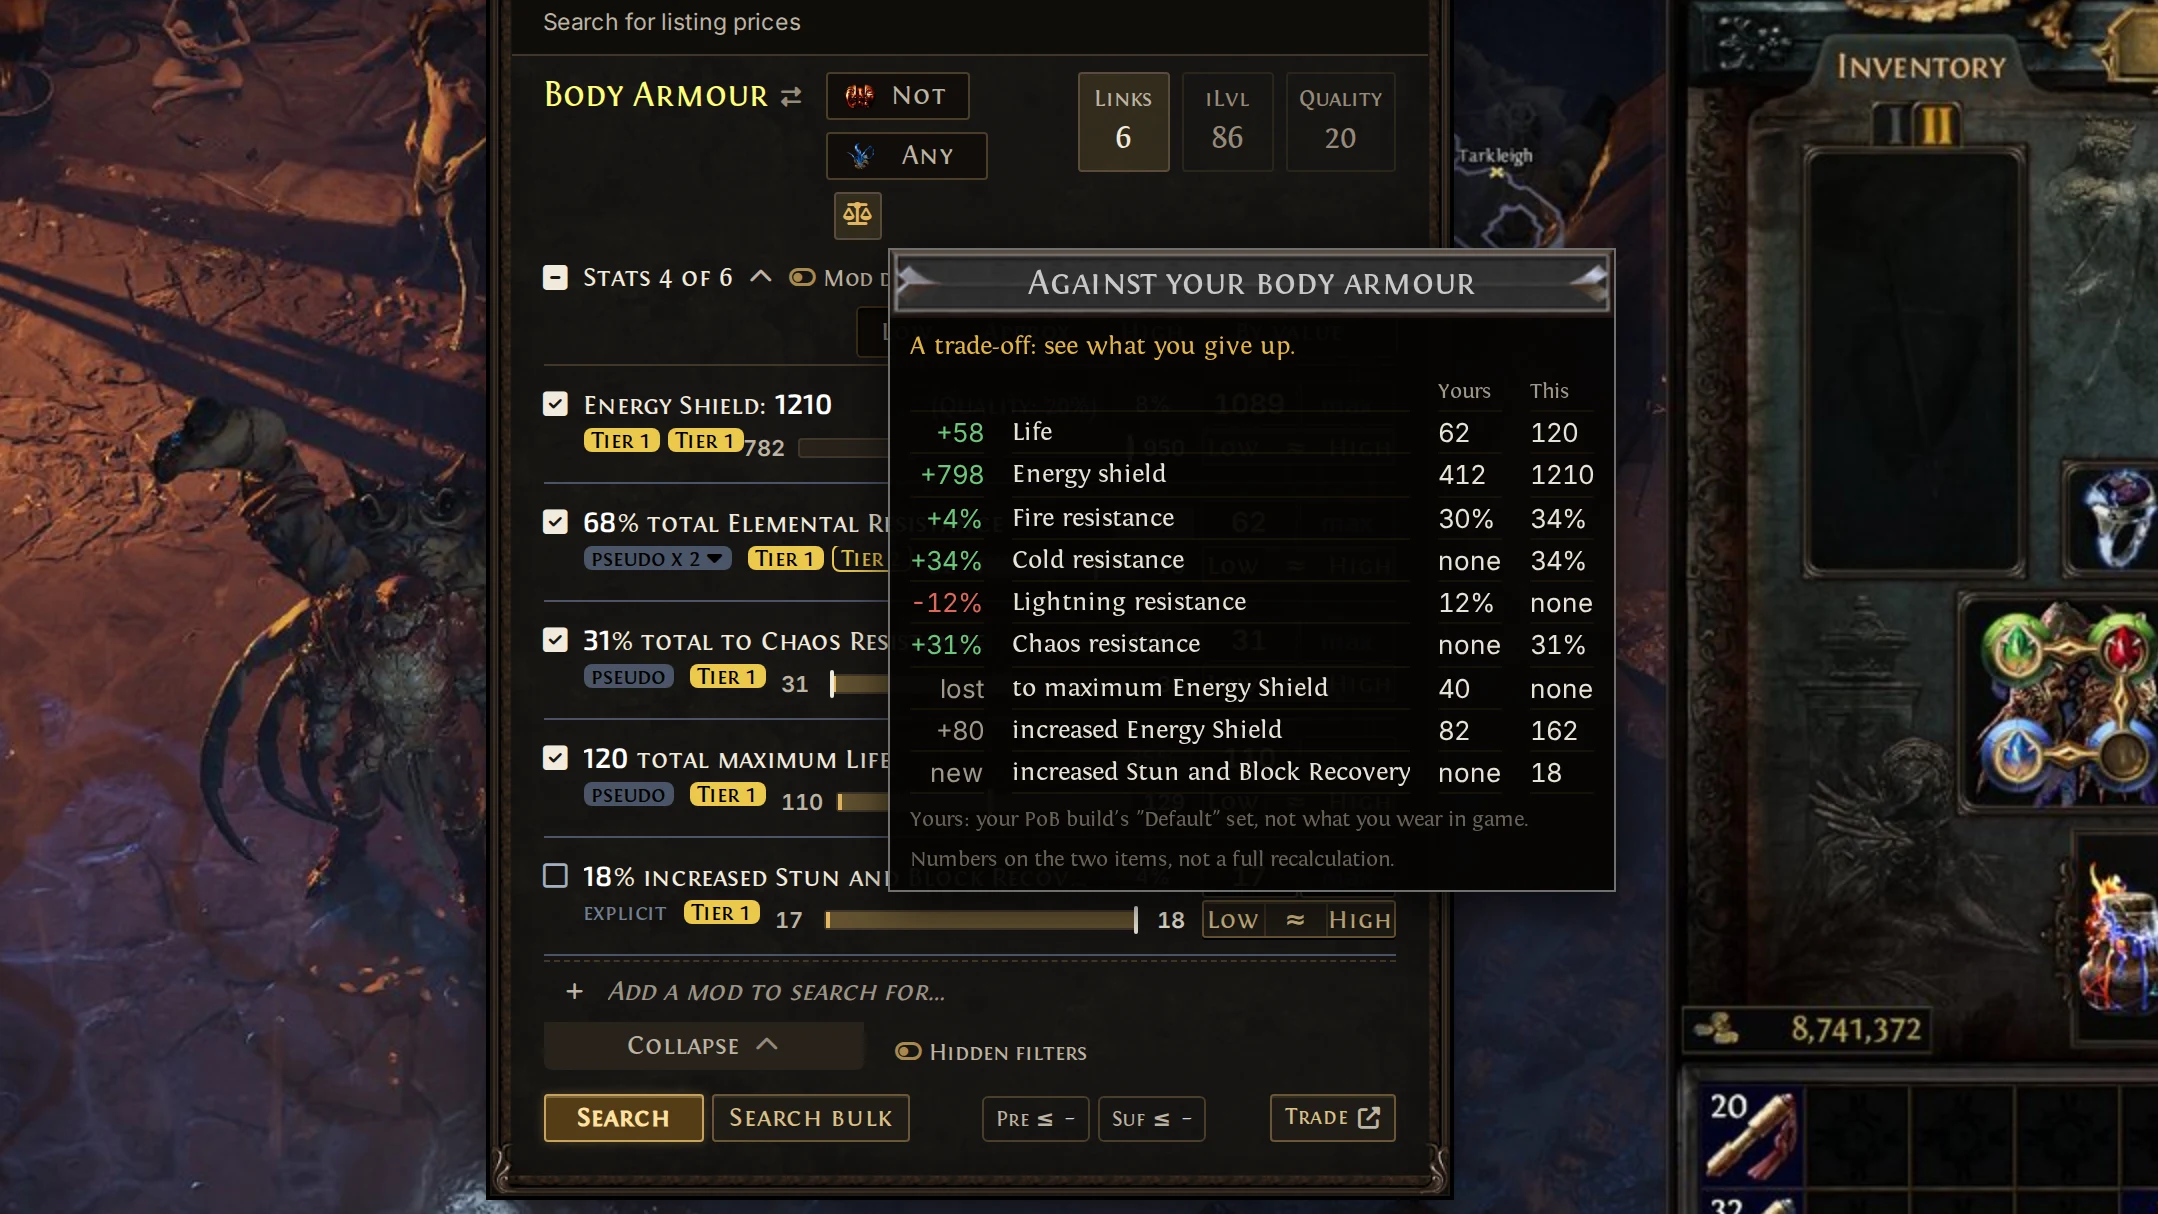 Search for listing prices
BODY ARMOUR
NOT
ANY
LINKS
6
ILVL
86
QUALITY
20
STATS 4 OF 6
MOD
ENERGY SHIELD: 1210
TIER 1 TIER 1 782
68% TOTAL ELEMENTAL
PSEUDO X 2 TIER 1 TIER
31% TOTAL TO CHAOS RES
PSEUDO TIER 1 31
120 TOTAL MAXIMUM LIFE
PSEUDO TIER 1 110
18% INCREASED STUN AND BLOCK RECOV...
EXPLICIT TIER 1 17 18 LOW ≈ HIGH
+ ADD A MOD TO SEARCH FOR...
COLLAPSE
HIDDEN FILTERS
SEARCH
SEARCH BULK
PRE ≤ -
SUF ≤ -
TRADE
AGAINST YOUR BODY ARMOUR
A trade-off: see what you give up.
Yours This
+58 Life 62 120
+798 Energy shield 412 1210
+4% Fire resistance 30% 34%
+34% Cold resistance none 34%
-12% Lightning resistance 12% none
+31% Chaos resistance none 31%
lost to maximum Energy Shield 40 none
+80 increased Energy Shield 82 162
new increased Stun and Block Recovery none 18
Yours: your PoB build's "Default" set, not what you wear in game.
Numbers on the two items, not a full recalculation.
Tarkleigh
INVENTORY
I II
8,741,372
20
32